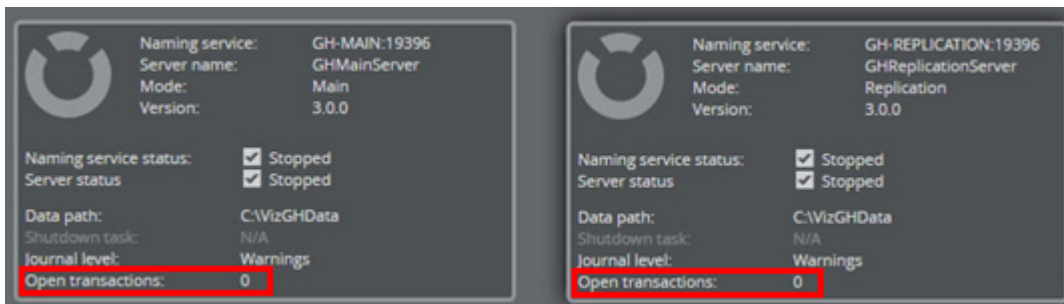 Naming service: GH-MAIN:19396
Server name: GHMainServer
Mode: Main
Version: 3.0.0
Naming service status: Stopped
Server status Stopped
Data path: C:\VizGHData
Shutdown task: N/A
Journal level: Warnings
Open transactions: 0
Naming service: GH-REPLICATION:19396
Server name: GHReplicationServer
Mode: Replication
Version: 3.0.0
Naming service status: Stopped
Server status Stopped
Data path: C:\VizGHData
Shutdown task: N/A
Journal level: Warnings
Open transactions: 0